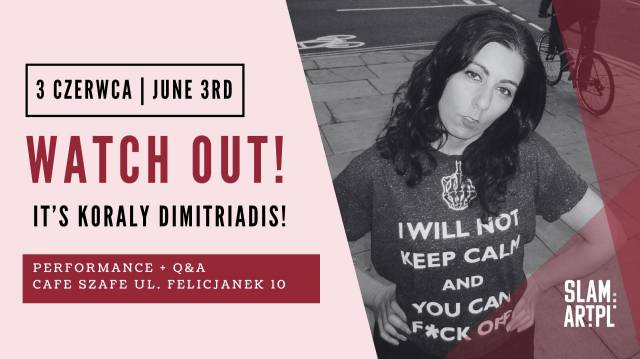 3 CZERWCA | JUNE 3RD
WATCH OUT!
IT'S KORALY DIMITRIADIS!
PERFORMANCE + Q&A
CAFE SZAFE UL. FELICJANEK 10
I WILL NOT
KEEP CALM
AND
YOU CAN
F*CK OFF
SLAM:
ART.PL